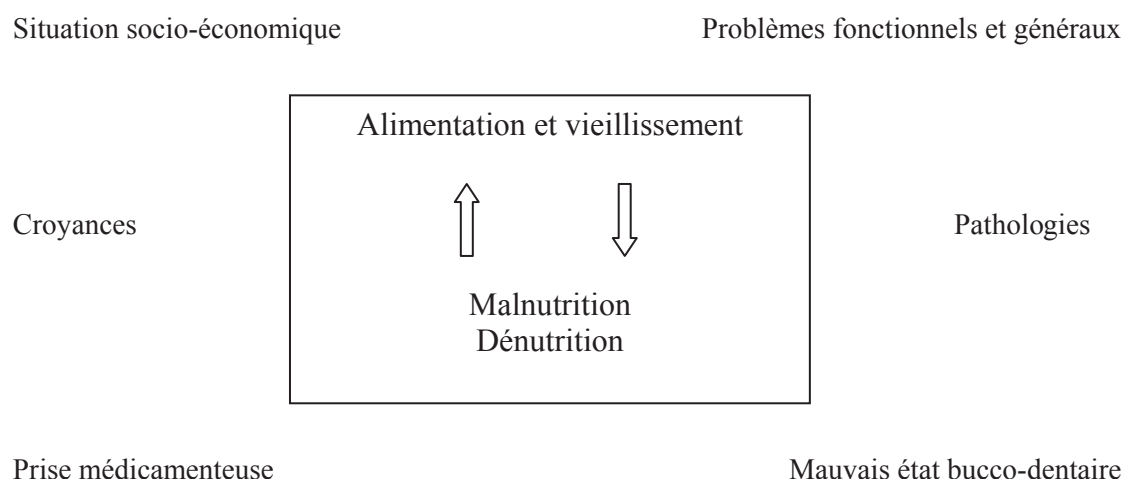 Situation socio-économique
Problèmes fonctionnels et généraux
Alimentation et vieillissement
Croyances
Pathologies
Malnutrition
Dénutrition
Prise médicamenteuse
Mauvais état bucco-dentaire